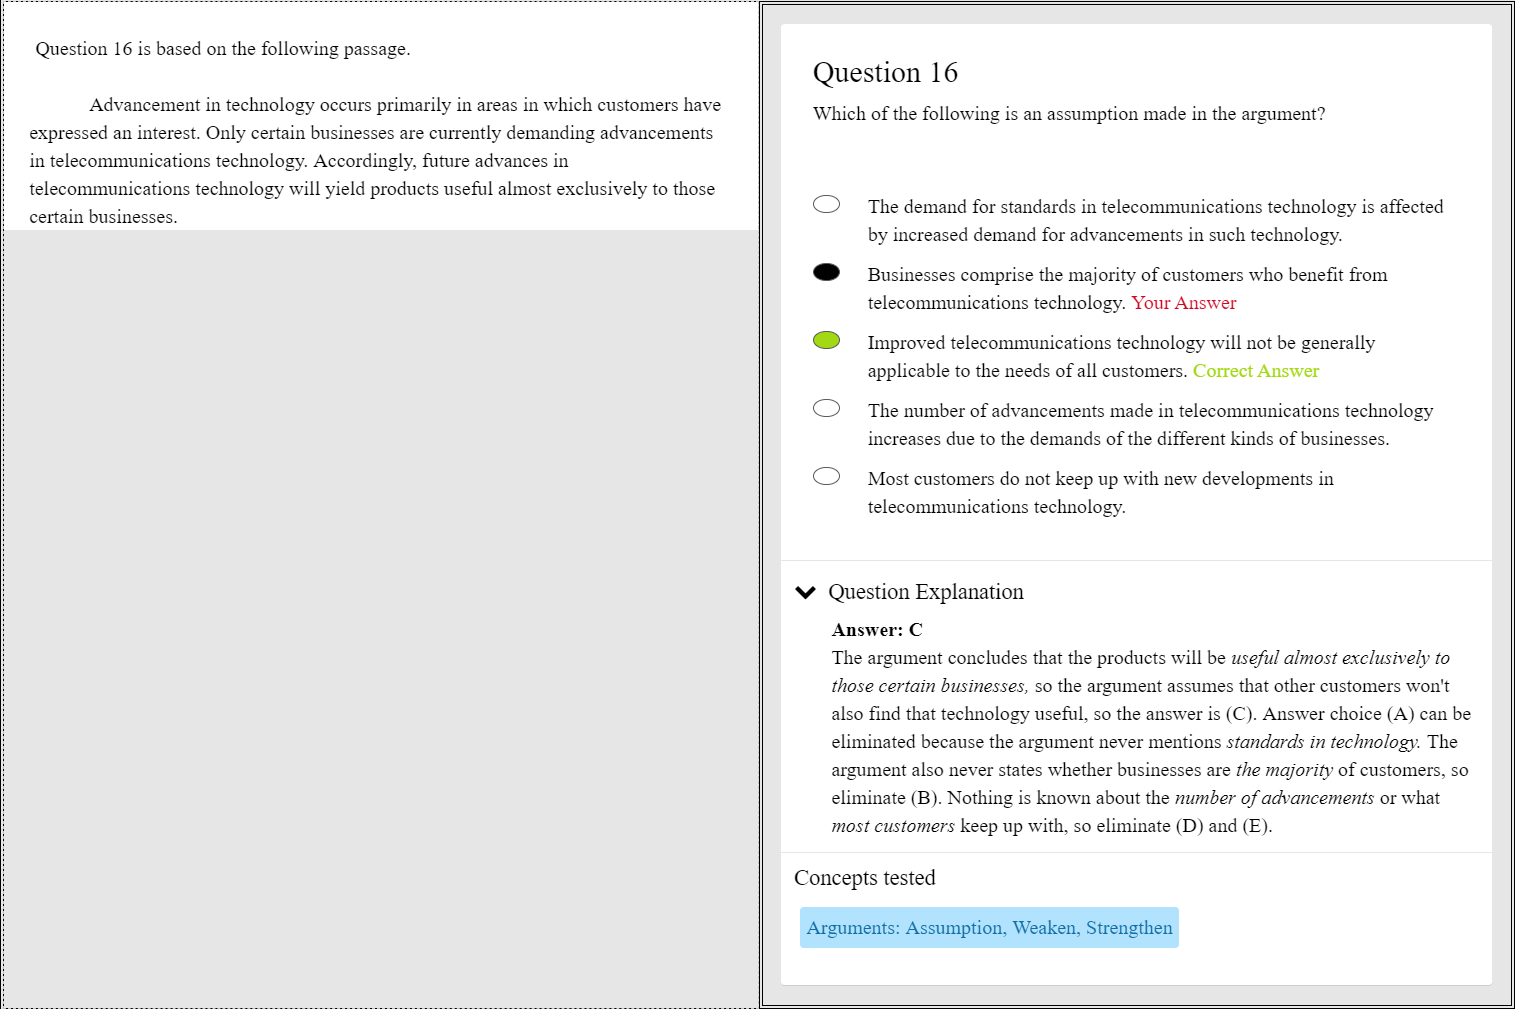 Question 16 is based on the following passage.
Advancement in technology occurs primarily in areas in which customers have
expressed an interest. Only certain businesses are currently demanding advancements
in telecommunications technology. Accordingly, future advances in
telecommunications technology will yield products useful almost exclusively to those
certain businesses.
Question 16
Which of the following is an assumption made in the argument?
The demand for standards in telecommunications technology is affected
by increased demand for advancements in such technology.
Businesses comprise the majority of customers who benefit from
telecommunications technology. Your Answer
Improved telecommunications technology will not be generally
applicable to the needs of all customers. Correct Answer
The number of advancements made in telecommunications technology
increases due to the demands of the different kinds of businesses.
Most customers do not keep up with new developments in
telecommunications technology.
Question Explanation
Answer: C
The argument concludes that the products will be useful almost exclusively to
those certain businesses, so the argument assumes that other customers won't
also find that technology useful, so the answer is (C). Answer choice (A) can be
eliminated because the argument never mentions standards in technology. The
argument also never states whether businesses are the majority of customers, so
eliminate (B). Nothing is known about the number of advancements or what
most customers keep up with, so eliminate (D) and (E).
Concepts tested
Arguments: Assumption, Weaken, Strengthen